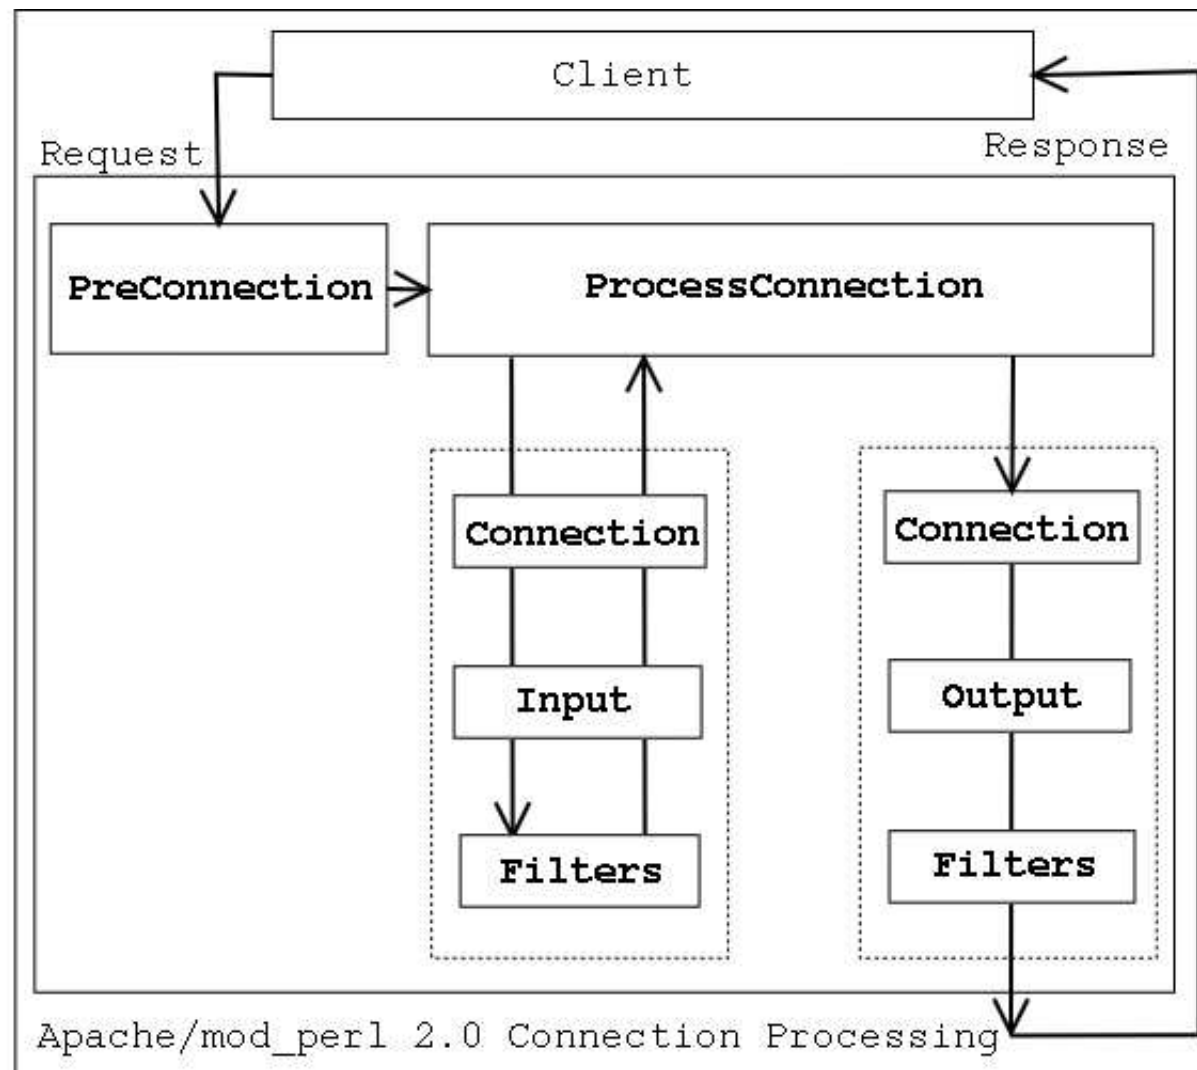 Client
Request
Response
PreConnection
ProcessConnection
Connection
Input
Filters
Connection
Output
Filters
Apache/mod_perl 2.0 Connection Processing